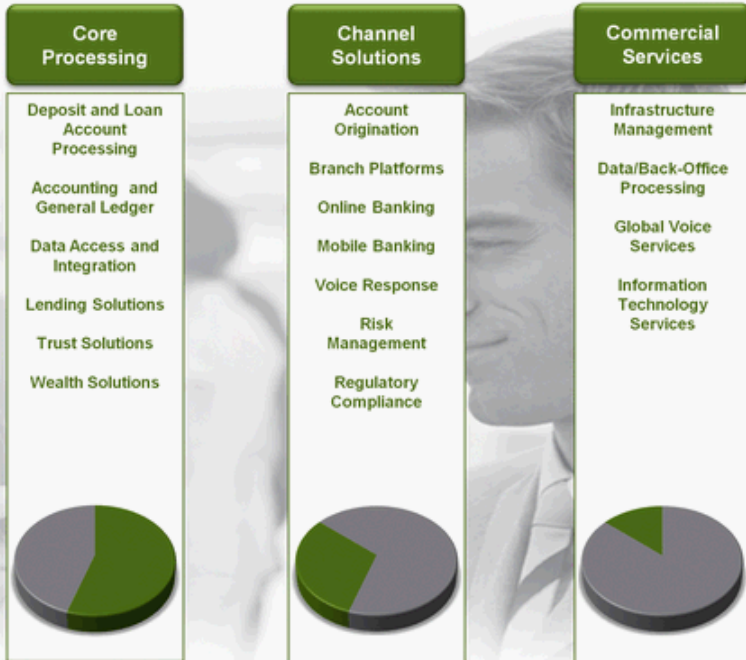 Core
Processing
Deposit and Loan
Account
Processing
Accounting and
General Ledger
Data Access and
Integration
Lending Solutions
Trust Solutions
Wealth Solutions
Channel
Solutions
Account
Origination
Branch Platforms
Online Banking
Mobile Banking
Voice Response
Risk
Management
Regulatory
Compliance
Commercial
Services
Infrastructure
Management
Data/Back-Office
Processing
Global Voice
Services
Information
Technology
Services